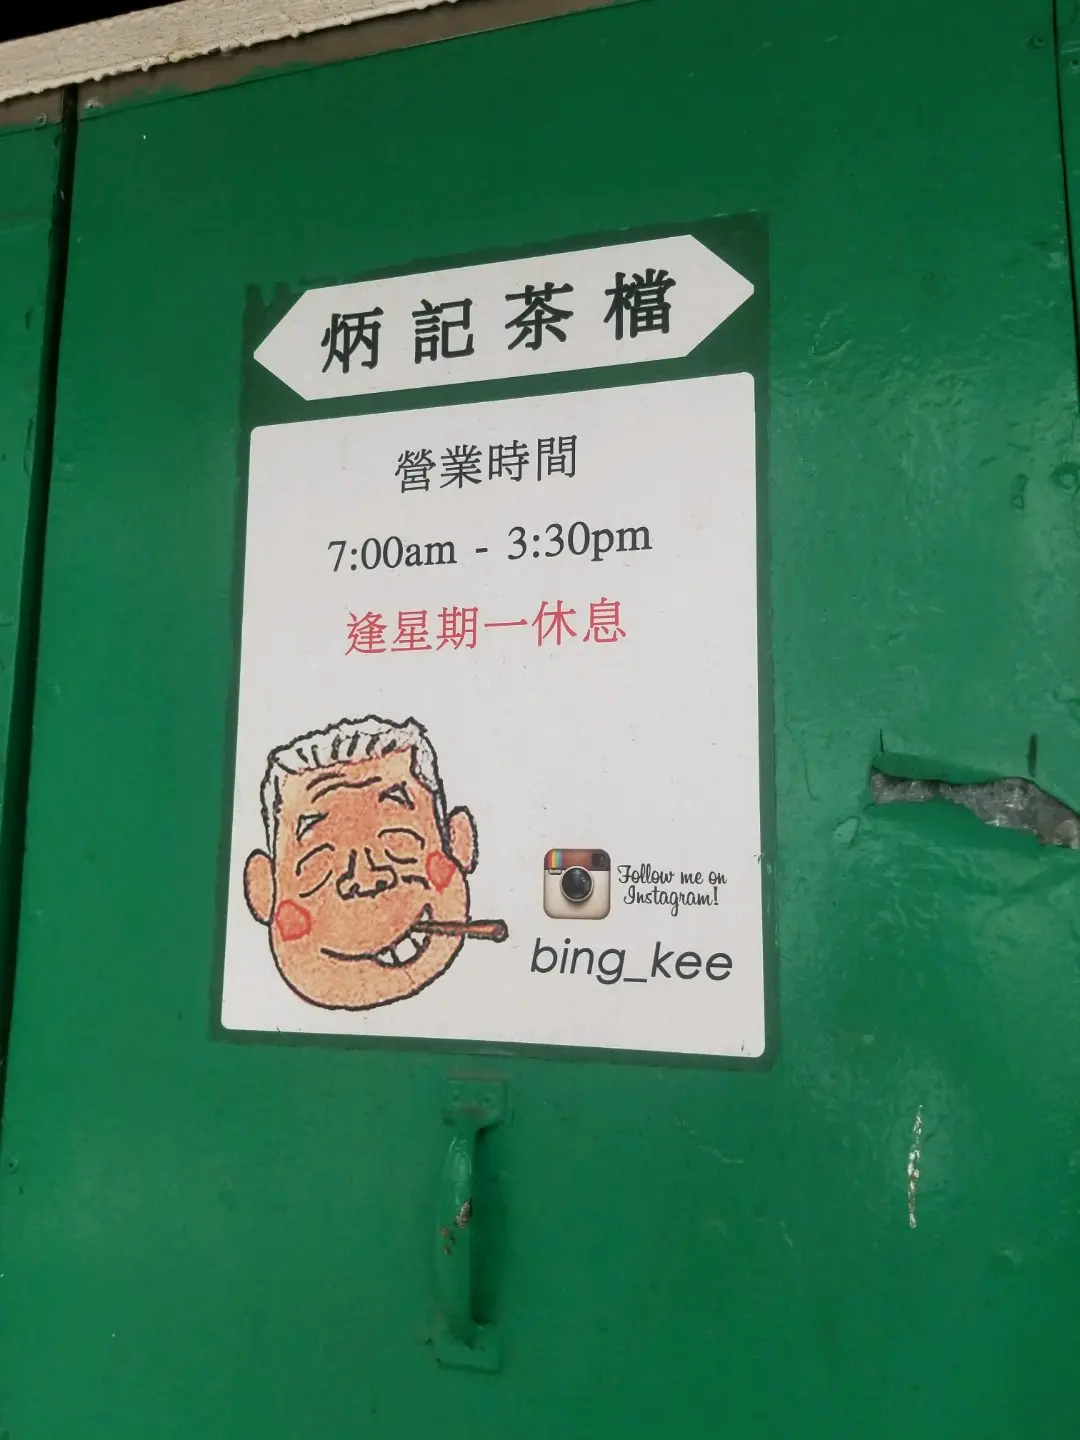 炳記茶檔
營業時間
7:00am - 3:30pm
逢星期一休息
Follow me on
Instagram!
bing_kee